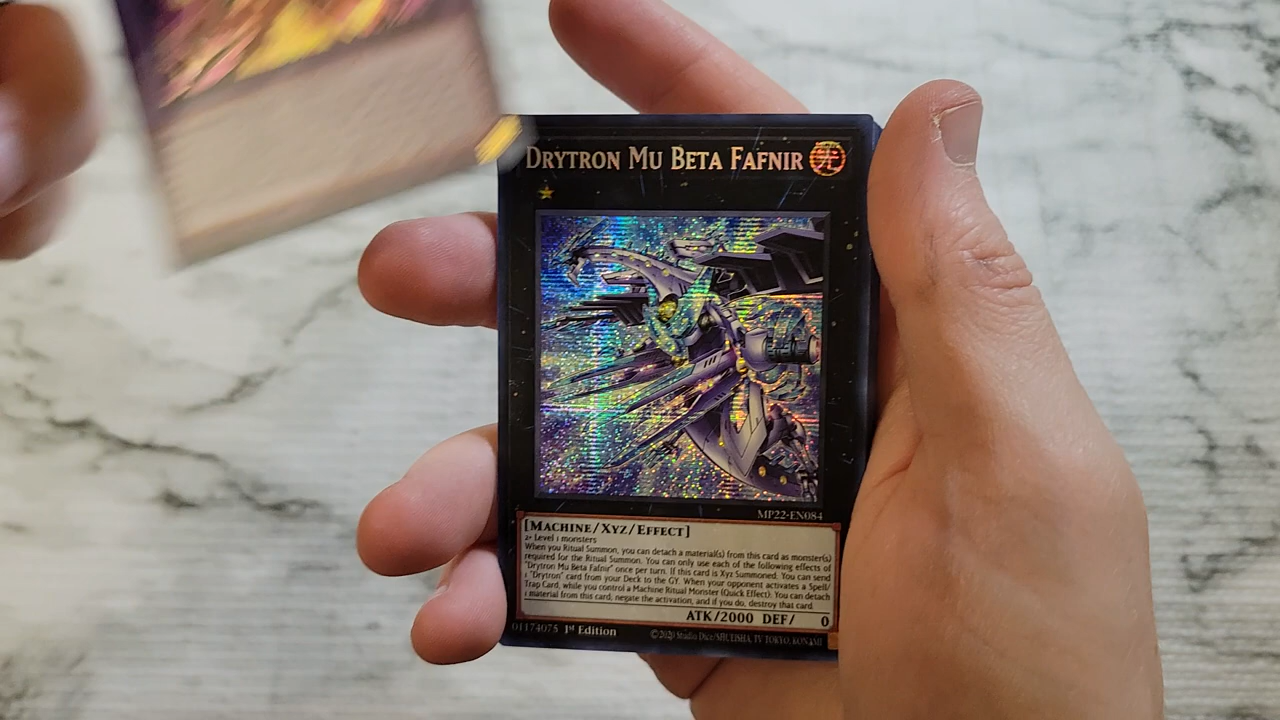 DRYTRON MU BETA FAFNIR 光
MP22-EN084
[MACHINE/XYZ/EFFECT]
2+ Level 1 monsters
When you Ritual Summon, you can detach a material(s) from this card as monster(s)
required for the Ritual Summon. You can only use each of the following effects of
"Drytron Mu Beta Fafnir" once per turn. If this card is Xyz Summoned: You can send
1 "Drytron" card from your Deck to the GY. When your opponent activates a Spell/
Trap Card, while you control a Machine Ritual Monster (Quick Effect): You can detach
1 material from this card; negate the activation, and if you do, destroy that card.
ATK/2000 DEF/ 0
01174075 1st Edition ©2020 Studio Dice/SHUEISHA, TV TOKYO, KONAMI